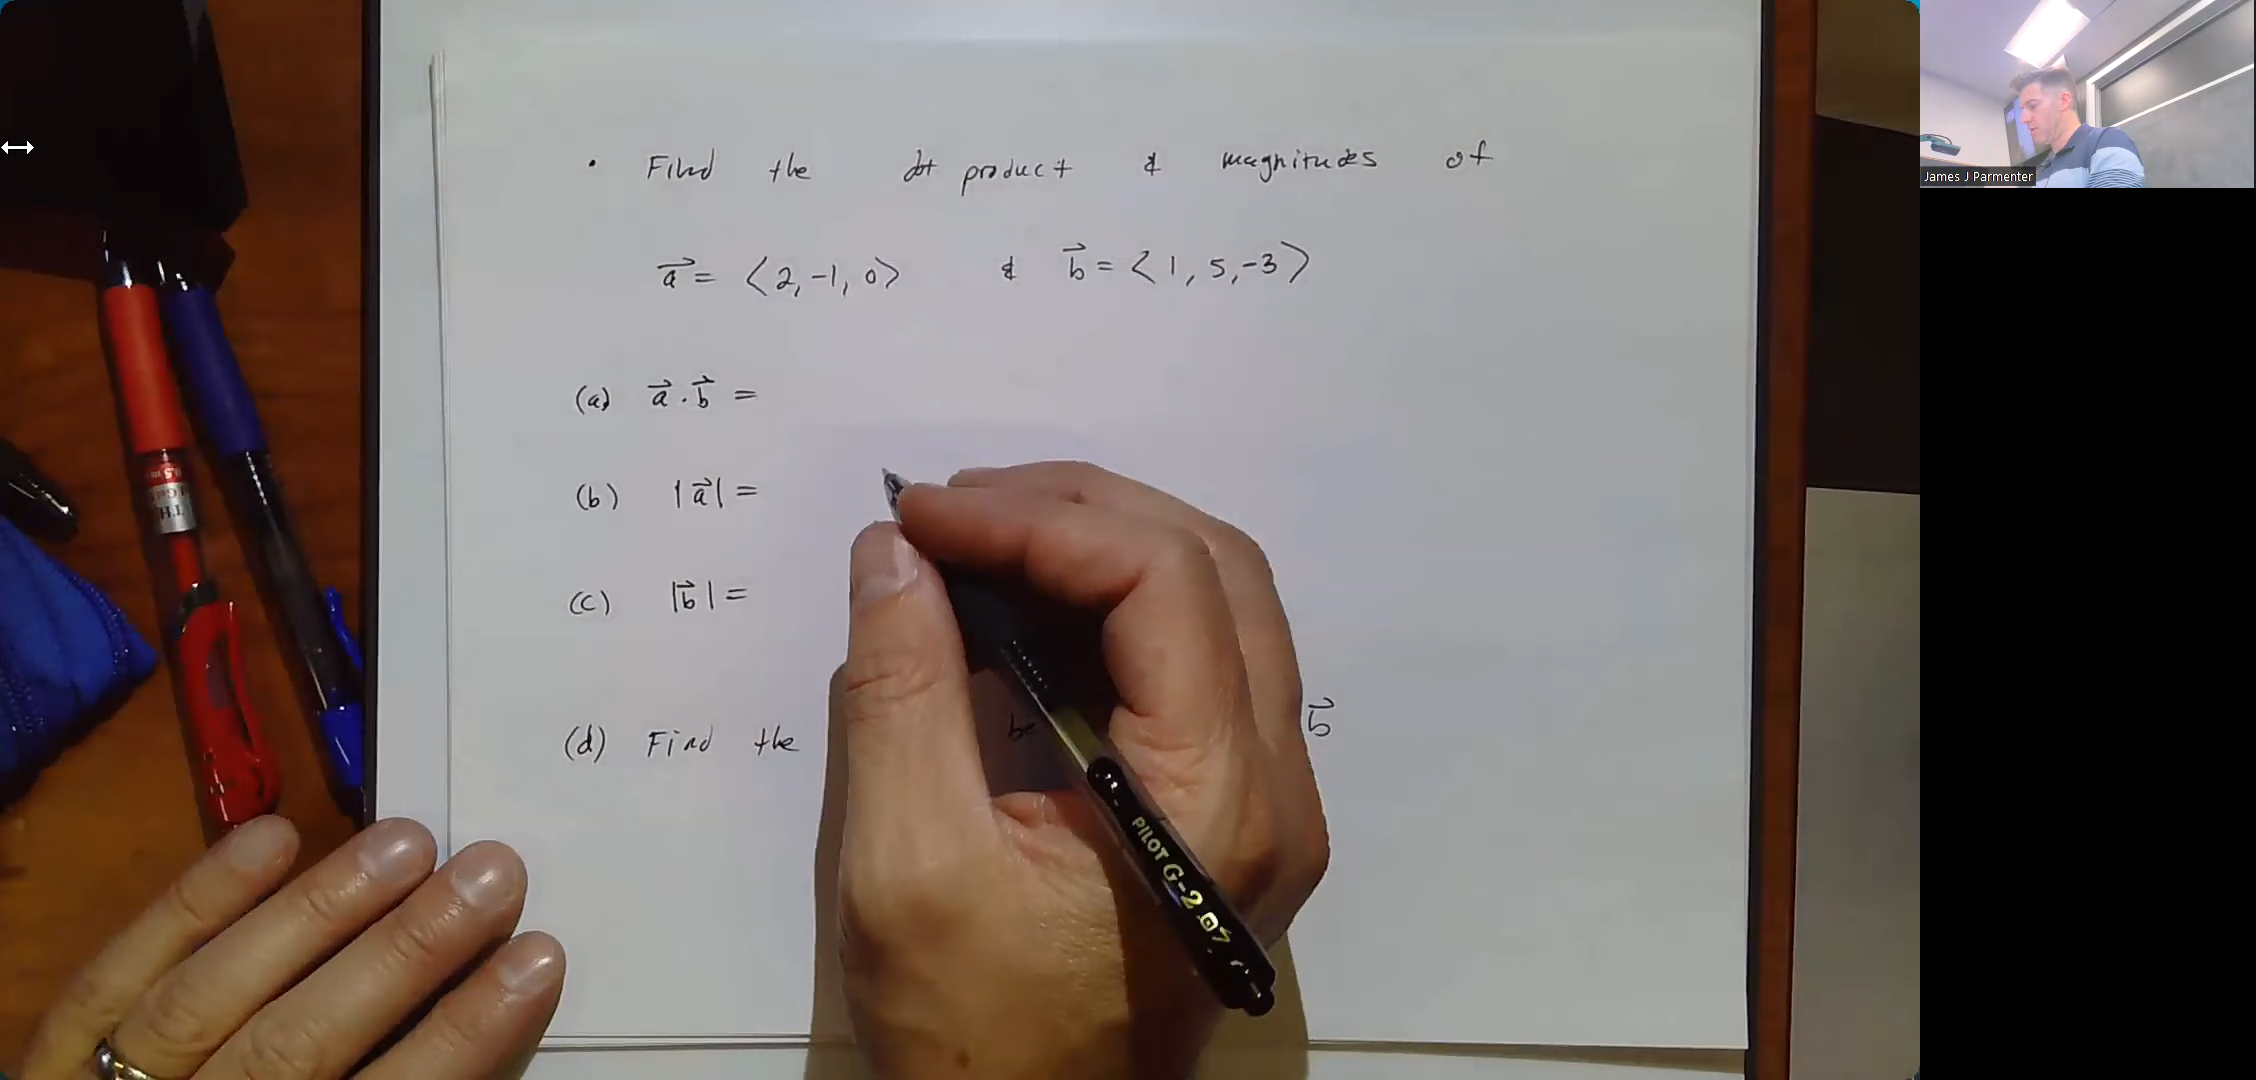 • Find the dot product & magnitudes of
a⃗ = ⟨2, -1, 0⟩ & b⃗ = ⟨1, 5, -3⟩
(a) a⃗ · b⃗ =
(b) |a⃗| =
(c) |b⃗| =
(d) Find the be b⃗
PILOT G-2 07
James J Parmenter